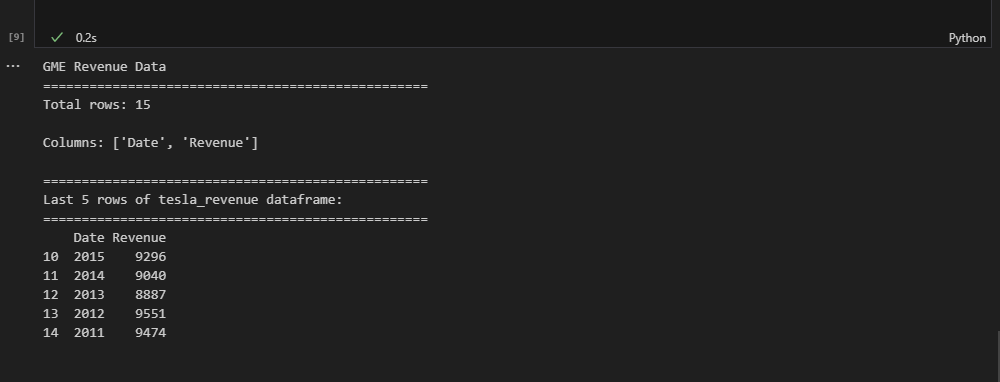 [9] 0.2s Python
... GME Revenue Data
==================================================
Total rows: 15
Columns: ['Date', 'Revenue']
==================================================
Last 5 rows of tesla_revenue dataframe:
==================================================
Date Revenue
10 2015 9296
11 2014 9040
12 2013 8887
13 2012 9551
14 2011 9474